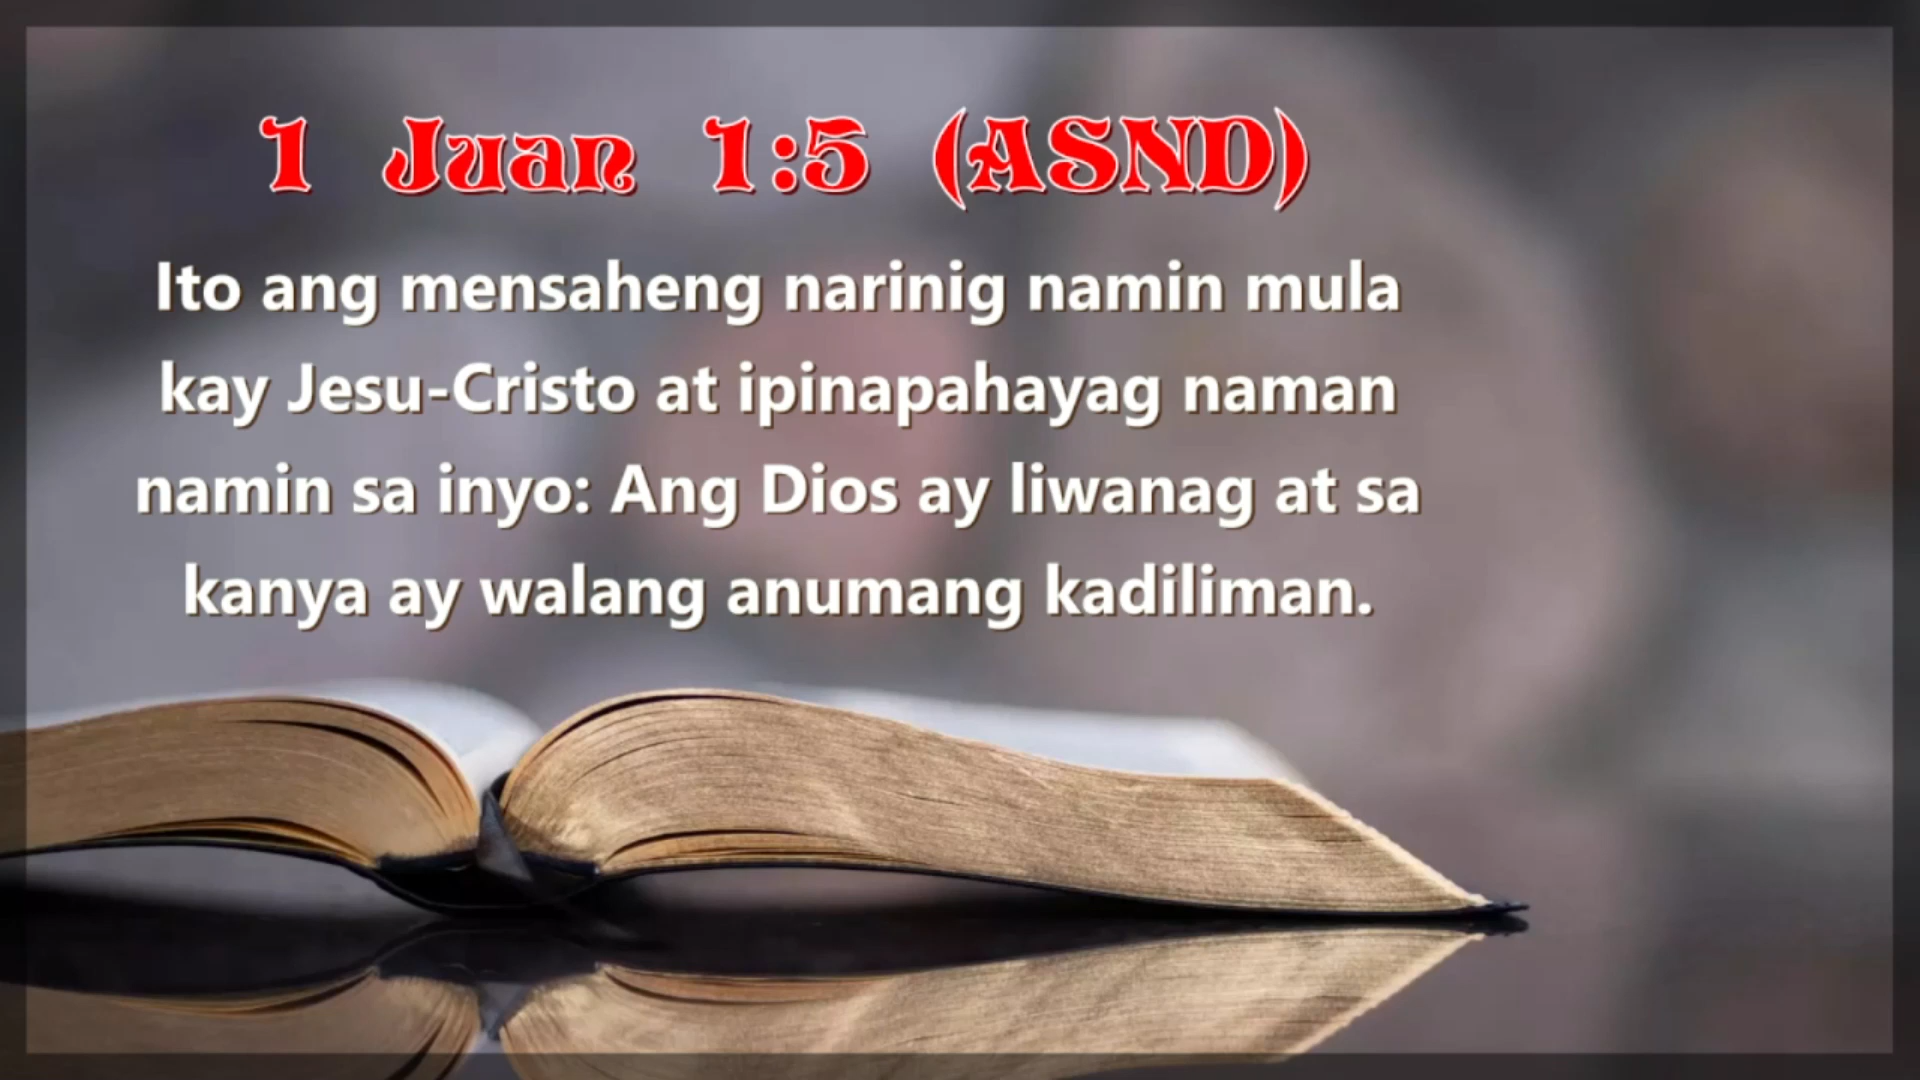 1 Juan 1:5 (ASND)
Ito ang mensaheng narinig namin mula
kay Jesu-Cristo at ipinapahayag naman
namin sa inyo: Ang Dios ay liwanag at sa
kanya ay walang anumang kadiliman.